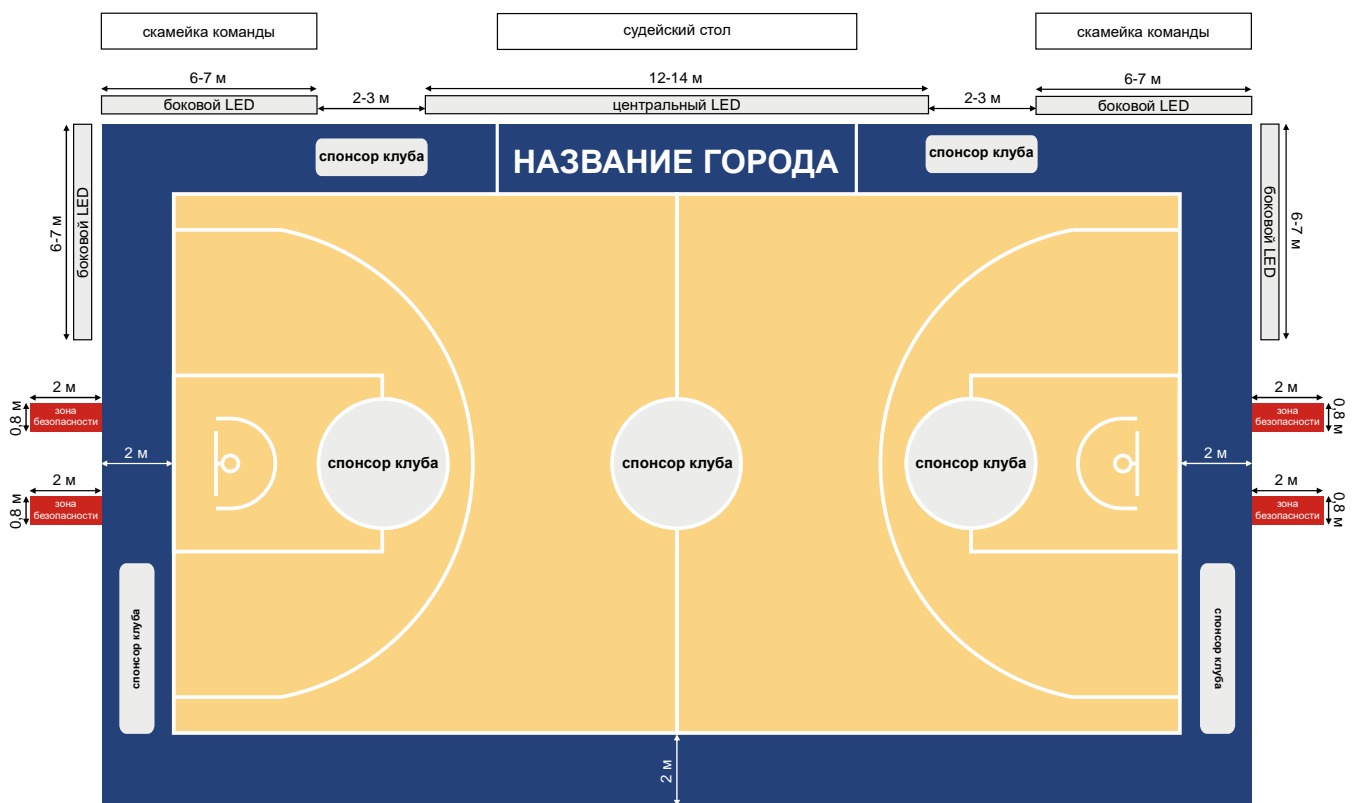 скамейка команды
судейский стол
скамейка команды
6-7 м
12-14 м
6-7 м
боковой LED
2-3 м
центральный LED
2-3 м
боковой LED
6-7 м
боковой LED
спонсор клуба
НАЗВАНИЕ ГОРОДА
спонсор клуба
боковой LED
6-7 м
2 м
0,8 м
зона
безопасности
2 м
зона
безопасности
0,8 м
2 м
спонсор клуба
спонсор клуба
спонсор клуба
2 м
2 м
0,8 м
зона
безопасности
2 м
зона
безопасности
0,8 м
спонсор клуба
спонсор клуба
2 м